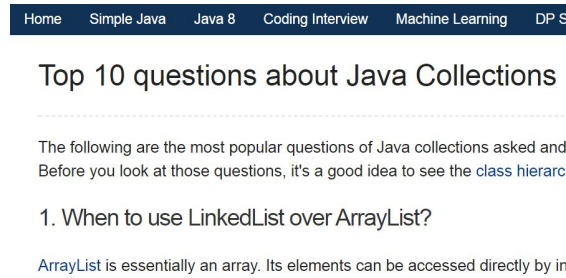 Home Simple Java Java 8 Coding Interview Machine Learning DP S
Top 10 questions about Java Collections
The following are the most popular questions of Java collections asked and
Before you look at those questions, it's a good idea to see the class hierarc
1. When to use LinkedList over ArrayList?
ArrayList is essentially an array. Its elements can be accessed directly by in